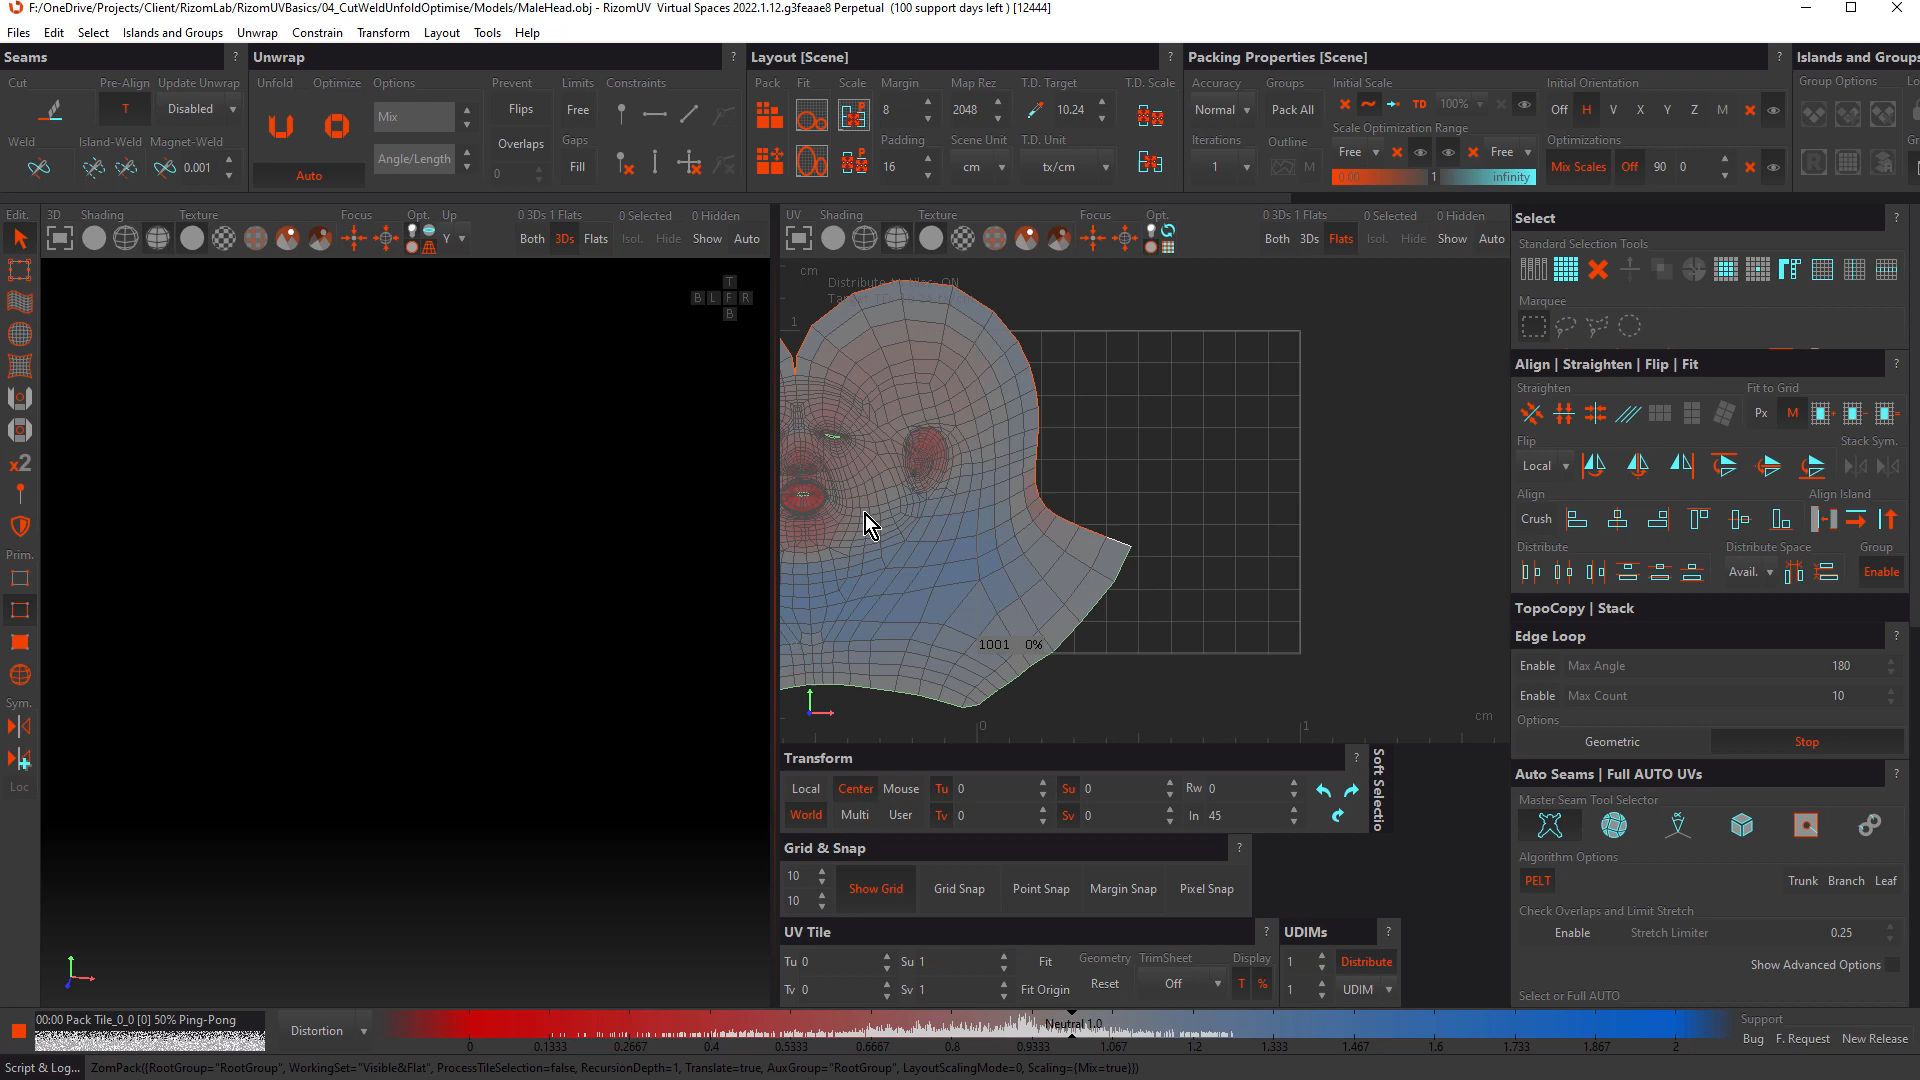 F:/OneDrive/Projects/Client/RizomLab/RizomUVBasics/04_CutWeldUnfoldOptimise/Models/MaleHead.obj - RizomUV Virtual Spaces 2022.1.12.g3feaae8 Perpetual (100 support days left ) [12444]
Files Edit Select Islands and Groups Unwrap Constrain Transform Layout Tools Help
Seams ? Unwrap ? Layout [Scene] ? Packing Properties [Scene] ? Islands and Groups
Cut Pre-Align Update Unwrap Unfold Optimize Options Prevent Limits Constraints Pack Fit Scale Margin Map Rez T.D. Target T.D. Scale Accuracy Groups Initial Scale Initial Orientation Group Options
T Disabled Mix Flips Free 8 2048 10.24 Normal Pack All TD 100% Off H V X Y Z M
Weld Island-Weld Magnet-Weld Overlaps Gaps Padding Scene Unit T.D. Unit Iterations Outline Scale Optimization Range Optimizations
0.001 Auto Angle/Length 0 Fill 16 cm tx/cm 1 Free 1 Free Mix Scales Off 90 0
0.00 infinity
Edit. 3D Shading Texture Focus Opt. Up 0 3Ds 1 Flats 0 Selected 0 Hidden UV Shading Texture Focus Opt. 0 3Ds 1 Flats 0 Selected 0 Hidden Select ?
Y Both 3Ds Flats Isol. Hide Show Auto Both 3Ds Flats Isol. Hide Show Auto Standard Selection Tools
cm
T
B L F R
B
1
Marquee
Align | Straighten | Flip | Fit ?
Straighten Fit to Grid
Px M
Flip Stack Sym.
Local
Align Align Island
Crush
Distribute Distribute Space Group
Avail. Enable
x2
Prim.
Sym.
Loc
1001 0%
0 1 cm
TopoCopy | Stack
Edge Loop ?
Enable Max Angle 180
Enable Max Count 10
Options
Geometric Stop
Transform ? Soft Selectio
Local Center Mouse Tu 0 Su 0 Rw 0
World Multi User Tv 0 Sv 0 In 45
Auto Seams | Full AUTO UVs ?
Master Seam Tool Selector
Algorithm Options
PELT Trunk Branch Leaf
Check Overlaps and Limit Stretch
Enable Stretch Limiter 0.25
Show Advanced Options
Select or Full AUTO
Grid & Snap ?
10
10
Show Grid Grid Snap Point Snap Margin Snap Pixel Snap
UV Tile ? UDIMs ?
Tu 0 Su 1 Fit Geometry TrimSheet Display 1 Distribute
Tv 0 Sv 1 Fit Origin Reset Off T % 1 UDIM
00:00 Pack Tile_0_0 [0] 50% Ping-Pong Distortion Neutral 1.0 Support
0 0.1333 0.2667 0.4 0.5333 0.6667 0.8 0.9333 1.067 1.2 1.333 1.467 1.6 1.733 1.867 2 Bug F. Request New Release
Script & Log... ZomPack({RootGroup="RootGroup", WorkingSet="Visible&Flat", ProcessTileSelection=false, RecursionDepth=1, Translate=true, AuxGroup="RootGroup", LayoutScalingMode=0, Scaling={Mix=true}})